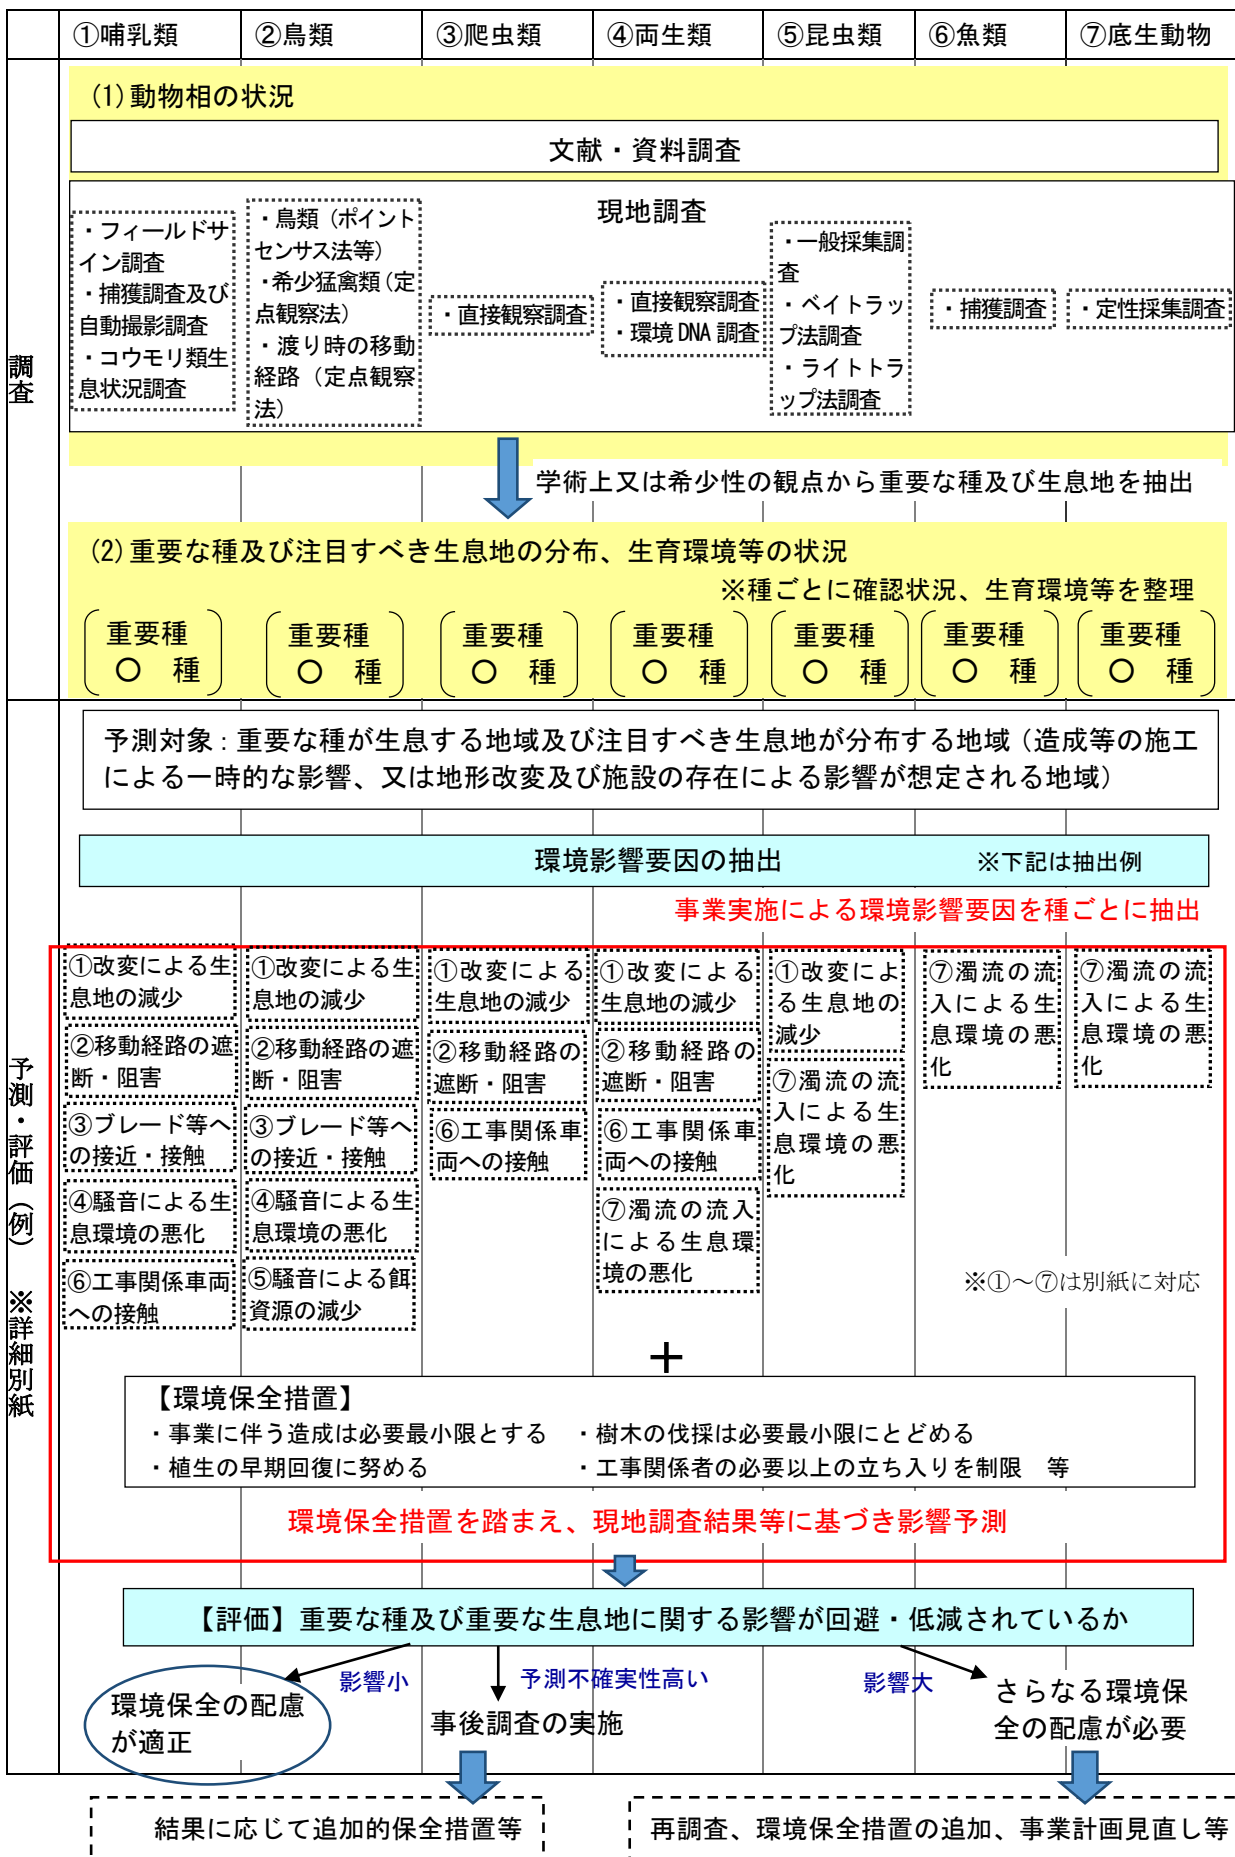 ①哺乳類
②鳥類
③爬虫類
④両生類
⑤昆虫類
⑥魚類
⑦底生動物
調査
(1)動物相の状況
文献・資料調査
現地調査
・フィールドサ
イン調査
・捕獲調査及び
自動撮影調査
・コウモリ類生
息状況調査
・鳥類（ポイント
センサス法等）
・希少猛禽類（定
点観察法）
・渡り時の移動
経路（定点観察
法）
・直接観察調査
・直接観察調査
・環境DNA調査
・一般採集調
査
・ベイトラッ
プ法調査
・ライトトラ
ップ法調査
・捕獲調査
・定性採集調査
学術上又は希少性の観点から重要な種及び生息地を抽出
(2)重要な種及び注目すべき生息地の分布、生育環境等の状況
※種ごとに確認状況、生育環境等を整理
重要種
〇　種
重要種
〇　種
重要種
〇　種
重要種
〇　種
重要種
〇　種
重要種
〇　種
重要種
〇　種
予測・評価（例）　※詳細別紙
予測対象：重要な種が生息する地域及び注目すべき生息地が分布する地域（造成等の施工
による一時的な影響、又は地形改変及び施設の存在による影響が想定される地域）
環境影響要因の抽出
※下記は抽出例
事業実施による環境影響要因を種ごとに抽出
①改変による生
息地の減少
②移動経路の遮
断・阻害
③ブレード等へ
の接近・接触
④騒音による生
息環境の悪化
⑥工事関係車両
への接触
①改変による生
息地の減少
②移動経路の遮
断・阻害
③ブレード等へ
の接近・接触
④騒音による生
息環境の悪化
⑤騒音による餌
資源の減少
①改変による
生息地の減少
②移動経路の
遮断・阻害
⑥工事関係車
両への接触
①改変による
生息地の減少
②移動経路の
遮断・阻害
⑥工事関係車
両への接触
⑦濁流の流入
による生息環
境の悪化
①改変によ
る生息地の
減少
⑦濁流の流
入による生
息環境の悪
化
⑦濁流の流
入による生
息環境の悪
化
⑦濁流の流
入による生
息環境の悪
化
※①～⑦は別紙に対応
＋
【環境保全措置】
・事業に伴う造成は必要最小限とする　・樹木の伐採は必要最小限にとどめる
・植生の早期回復に努める　・工事関係者の必要以上の立ち入りを制限　等
環境保全措置を踏まえ、現地調査結果等に基づき影響予測
【評価】重要な種及び重要な生息地に関する影響が回避・低減されているか
影響小
予測不確実性高い
影響大
環境保全の配慮
が適正
事後調査の実施
さらなる環境保
全の配慮が必要
結果に応じて追加的保全措置等
再調査、環境保全措置の追加、事業計画見直し等